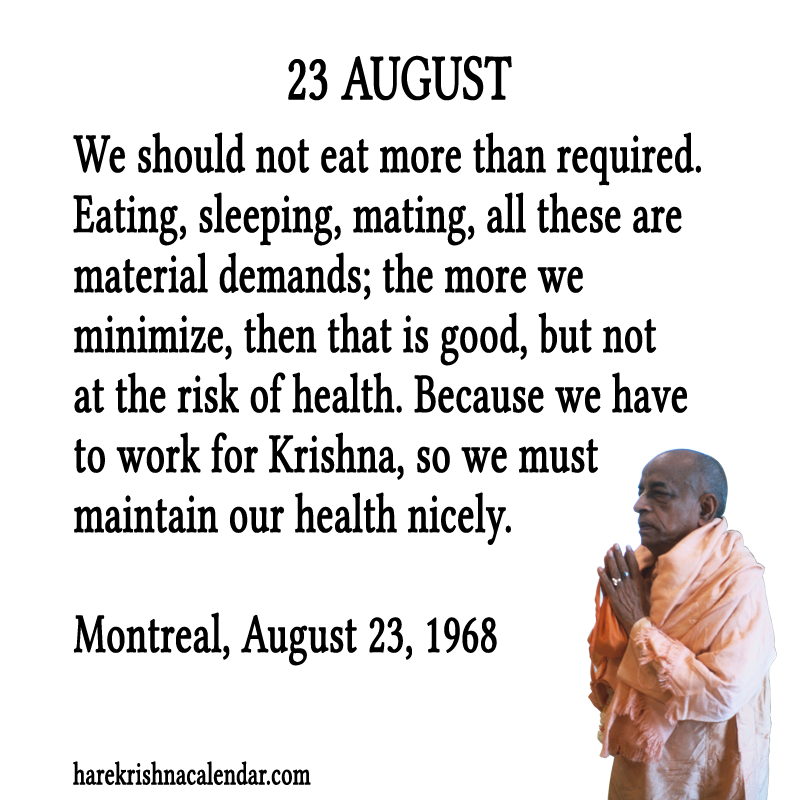 23 AUGUST
We should not eat more than required.
Eating, sleeping, mating, all these are
material demands; the more we
minimize, then that is good, but not
at the risk of health. Because we have
to work for Krishna, so we must
maintain our health nicely.
Montreal, August 23, 1968
harekrishnacalendar.com